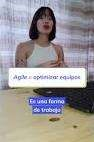 Agile = optimizar equipos
Es una forma
de trabajo